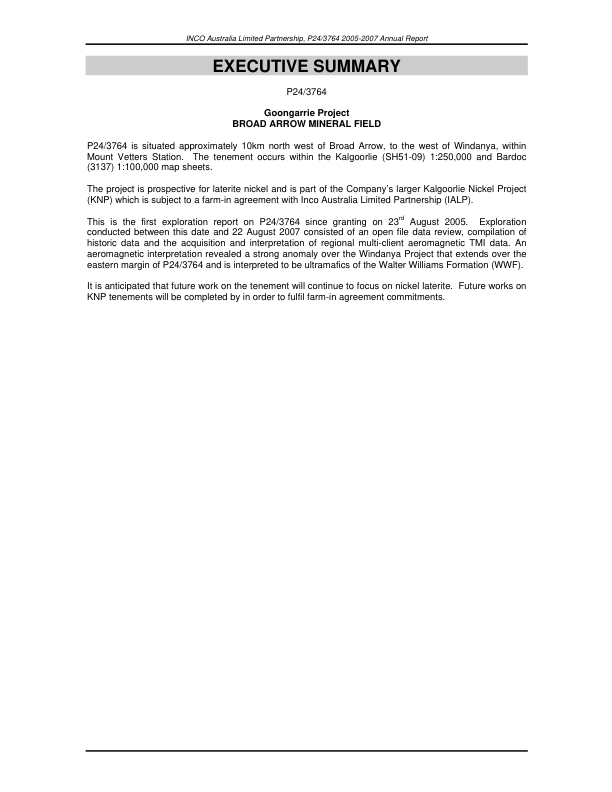 INCO Australia Limited Partnership, P24/3764 2005-2007 Annual Report
EXECUTIVE SUMMARY
P24/3764
Goongarrie Project
BROAD ARROW MINERAL FIELD
P24/3764 is situated approximately 10km north west of Broad Arrow, to the west of Windanya, within
Mount Vetters Station. The tenement occurs within the Kalgoorlie (SH51-09) 1:250,000 and Bardoc
(3137) 1:100,000 map sheets.
The project is prospective for laterite nickel and is part of the Company's larger Kalgoorlie Nickel Project
(KNP) which is subject to a farm-in agreement with Inco Australia Limited Partnership (IALP).
This is the first exploration report on P24/3764 since granting on 23rd August 2005. Exploration
conducted between this date and 22 August 2007 consisted of an open file data review, compilation of
historic data and the acquisition and interpretation of regional multi-client aeromagnetic TMI data. An
aeromagnetic interpretation revealed a strong anomaly over the Windanya Project that extends over the
eastern margin of P24/3764 and is interpreted to be ultramafics of the Walter Williams Formation (WWF).
It is anticipated that future work on the tenement will continue to focus on nickel laterite. Future works on
KNP tenements will be completed by in order to fulfil farm-in agreement commitments.